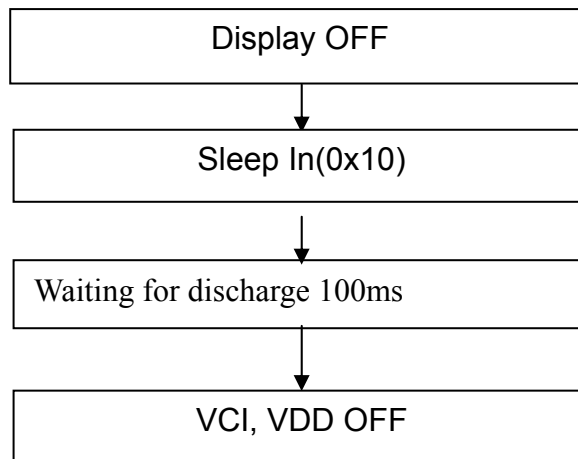 Display OFF
Sleep In(0x10)
Waiting for discharge 100ms
VCI, VDD OFF